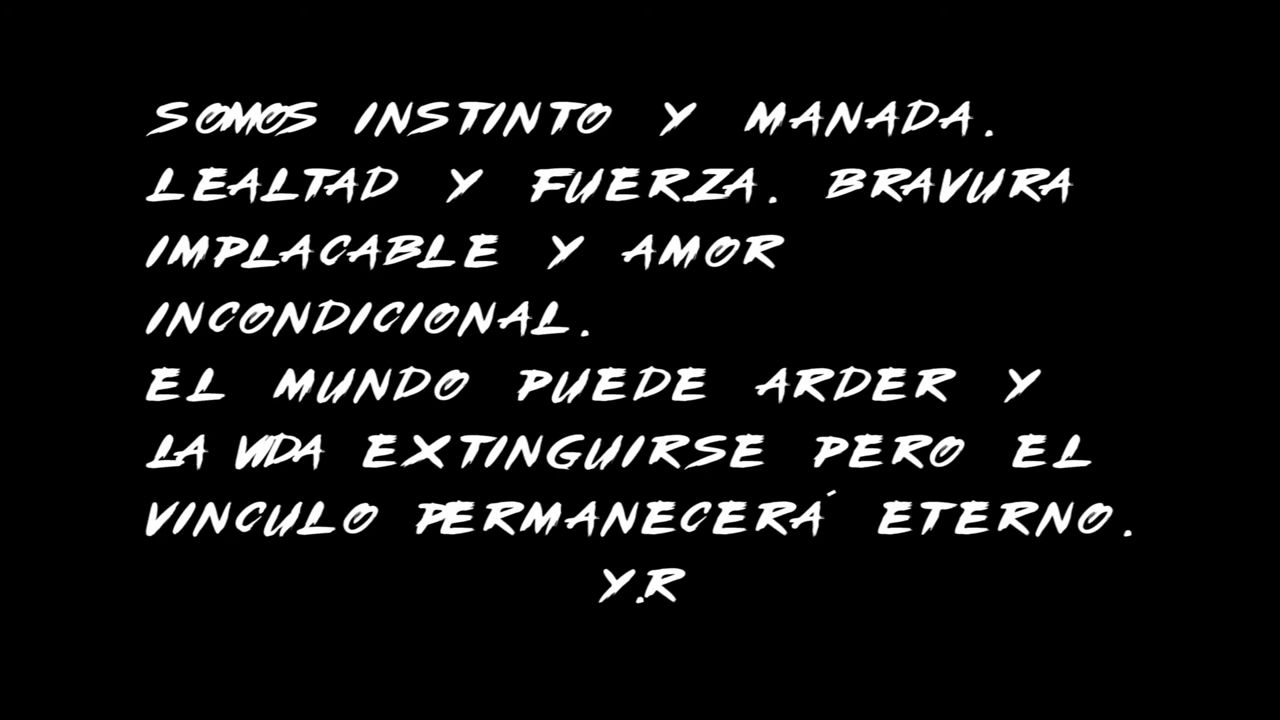 SOMOS INSTINTO Y MANADA.
LEALTAD Y FUERZA. BRAVURA
IMPLACABLE Y AMOR
INCONDICIONAL.
EL MUNDO PUEDE ARDER Y
LA VIDA EXTINGUIRSE PERO EL
VINCULO PERMANECERÁ ETERNO.
Y.R